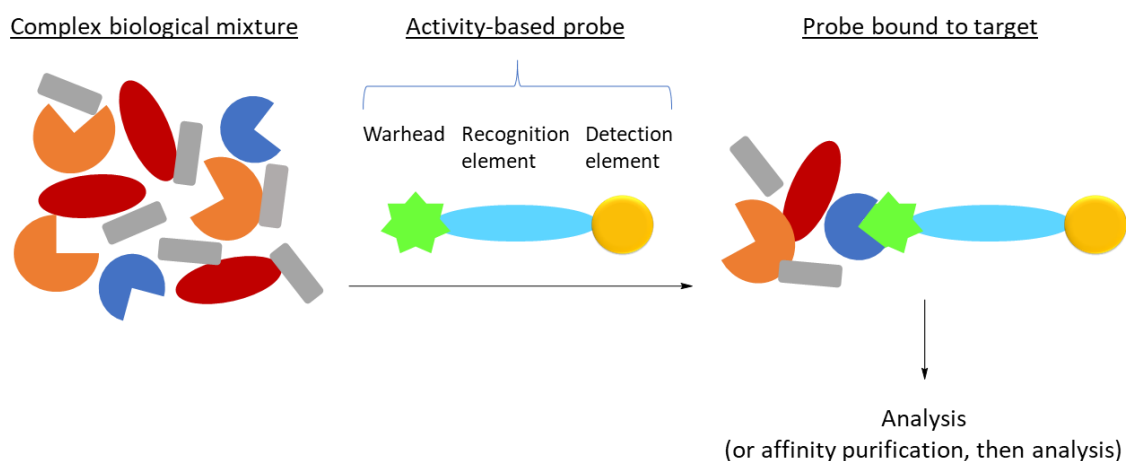 Complex biological mixture
Activity-based probe
Probe bound to target
Warhead
Recognition
element
Detection
element
Analysis
(or affinity purification, then analysis)